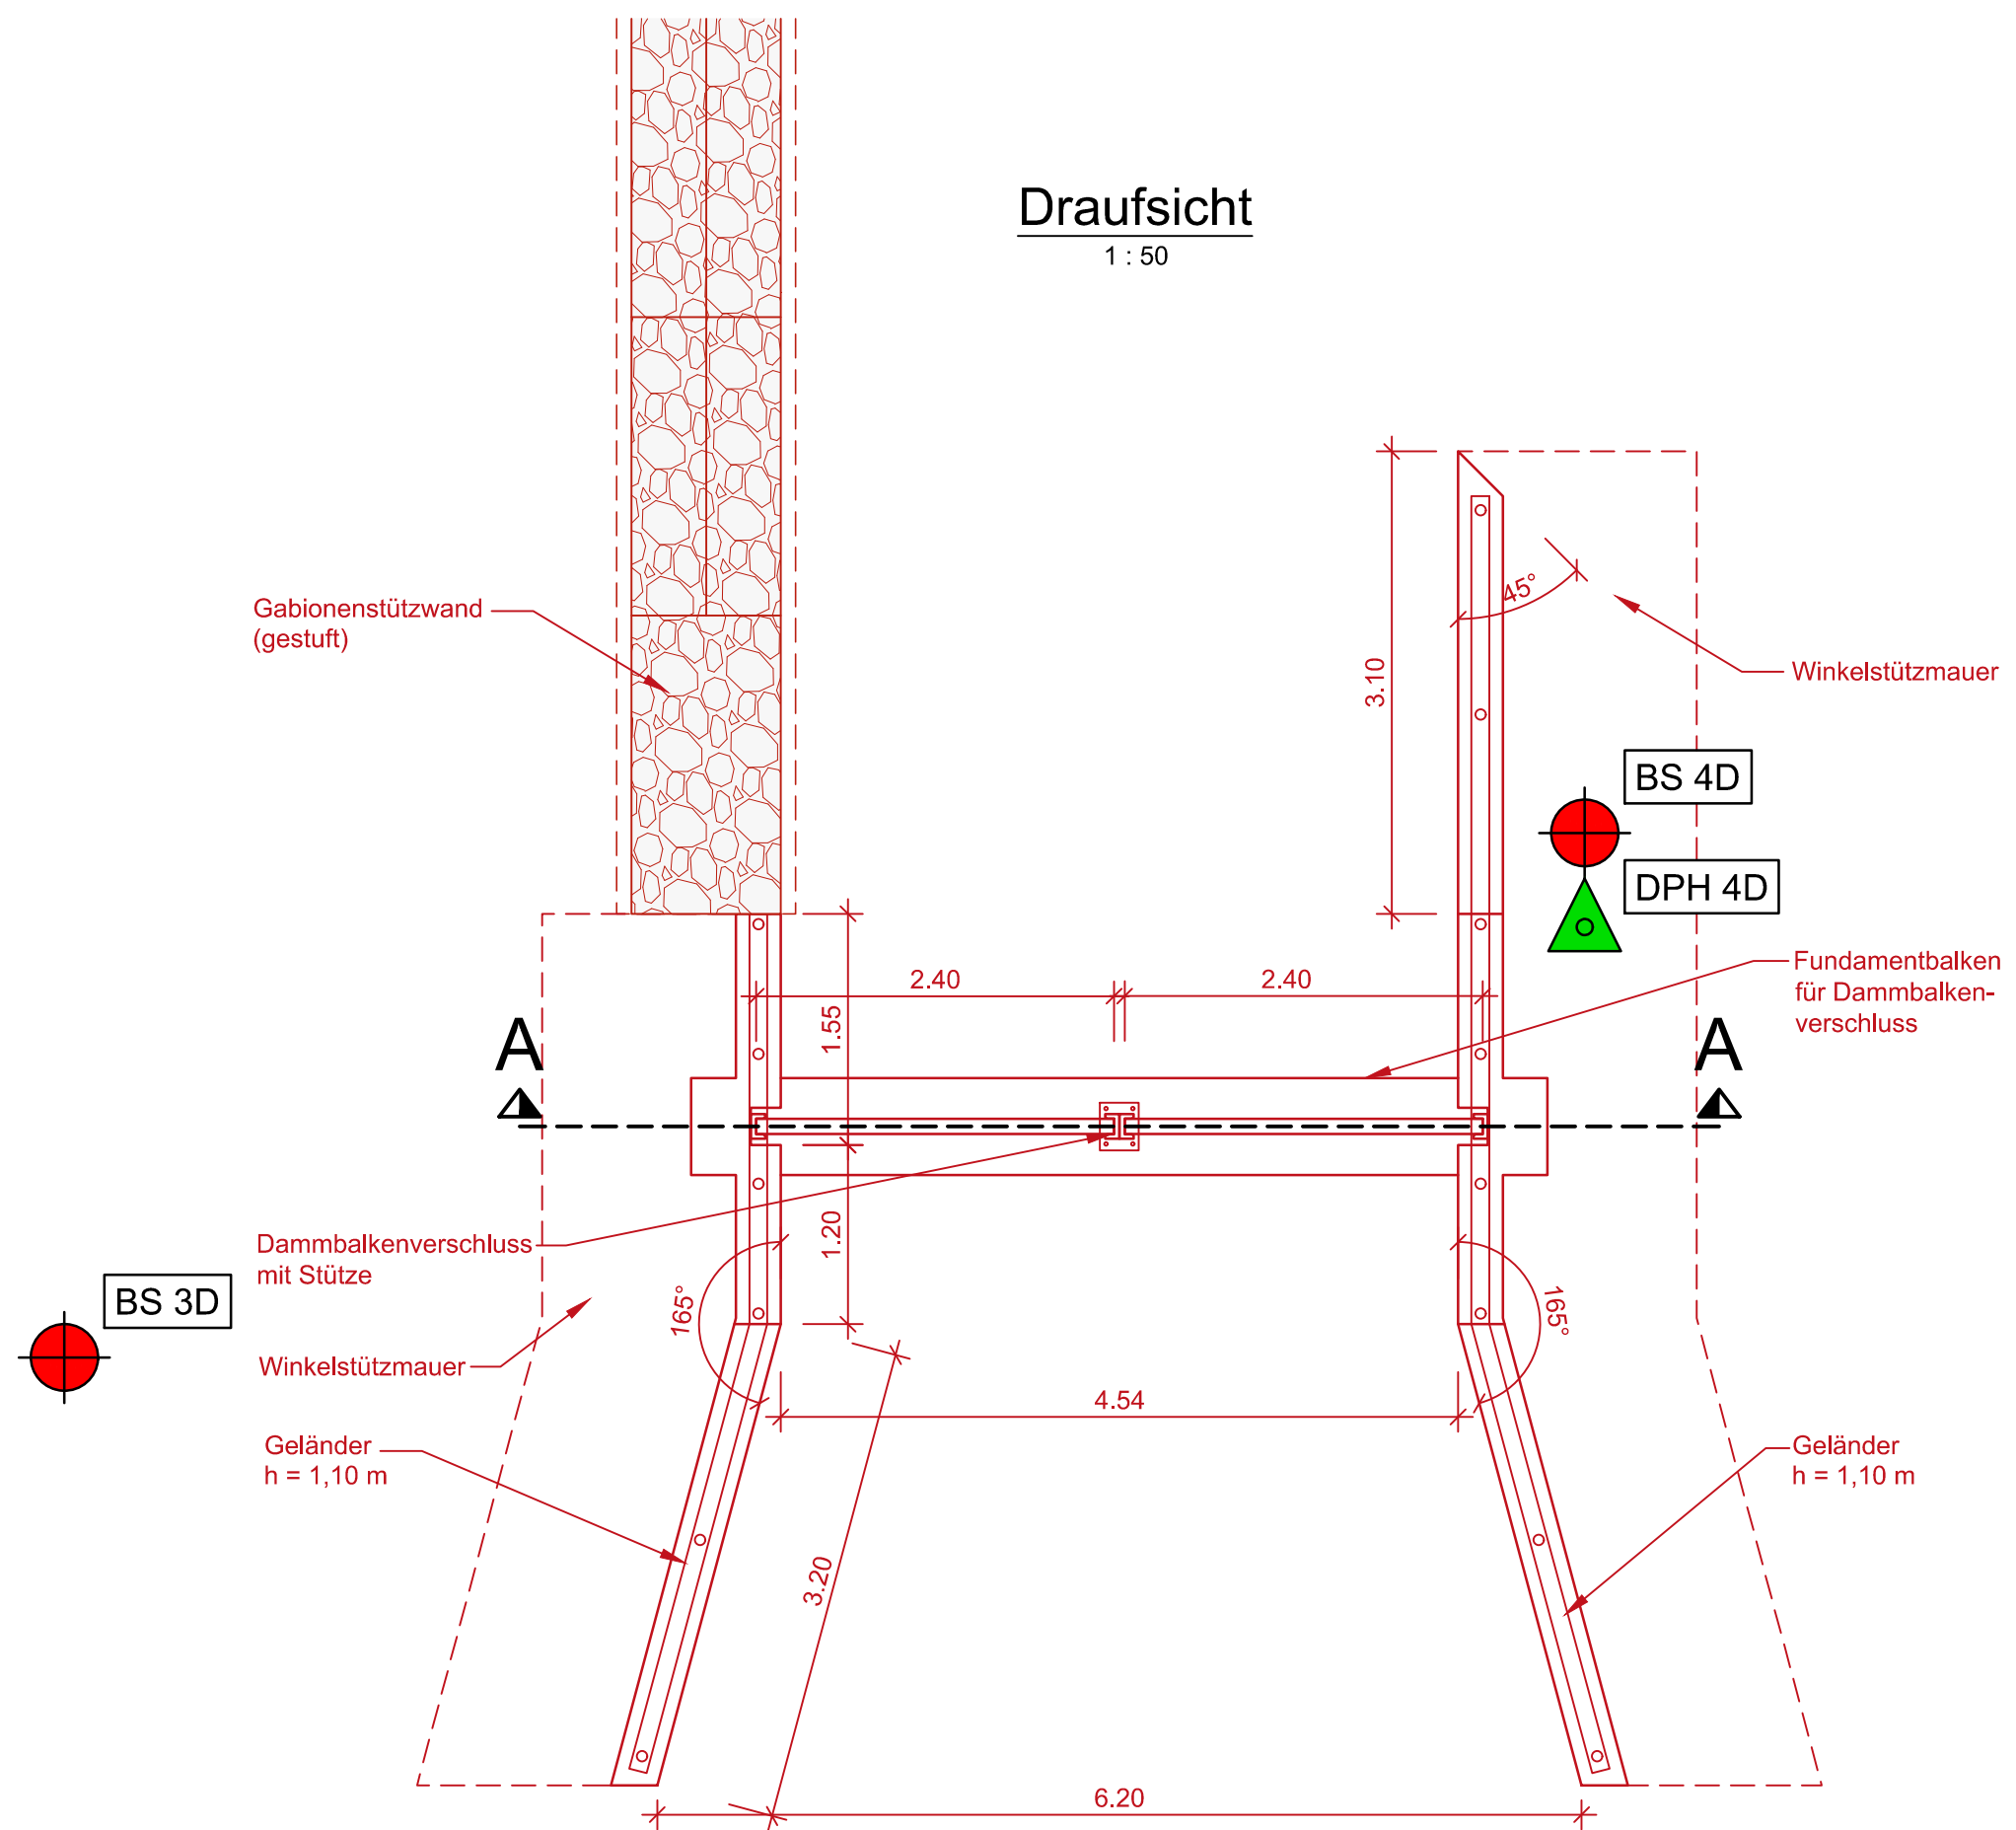 Draufsicht
1 : 50
Gabionenstützwand
(gestuft)
45°
3.10
Winkelstützmauer
BS 4D
DPH 4D
2.40
2.40
Fundamentbalken
für Dammbalken-
verschluss
1.55
A
A
Dammbalkenverschluss
mit Stütze
1.20
BS 3D
165°
165°
Winkelstützmauer
4.54
Geländer
h = 1,10 m
Geländer
h = 1,10 m
3.20
6.20